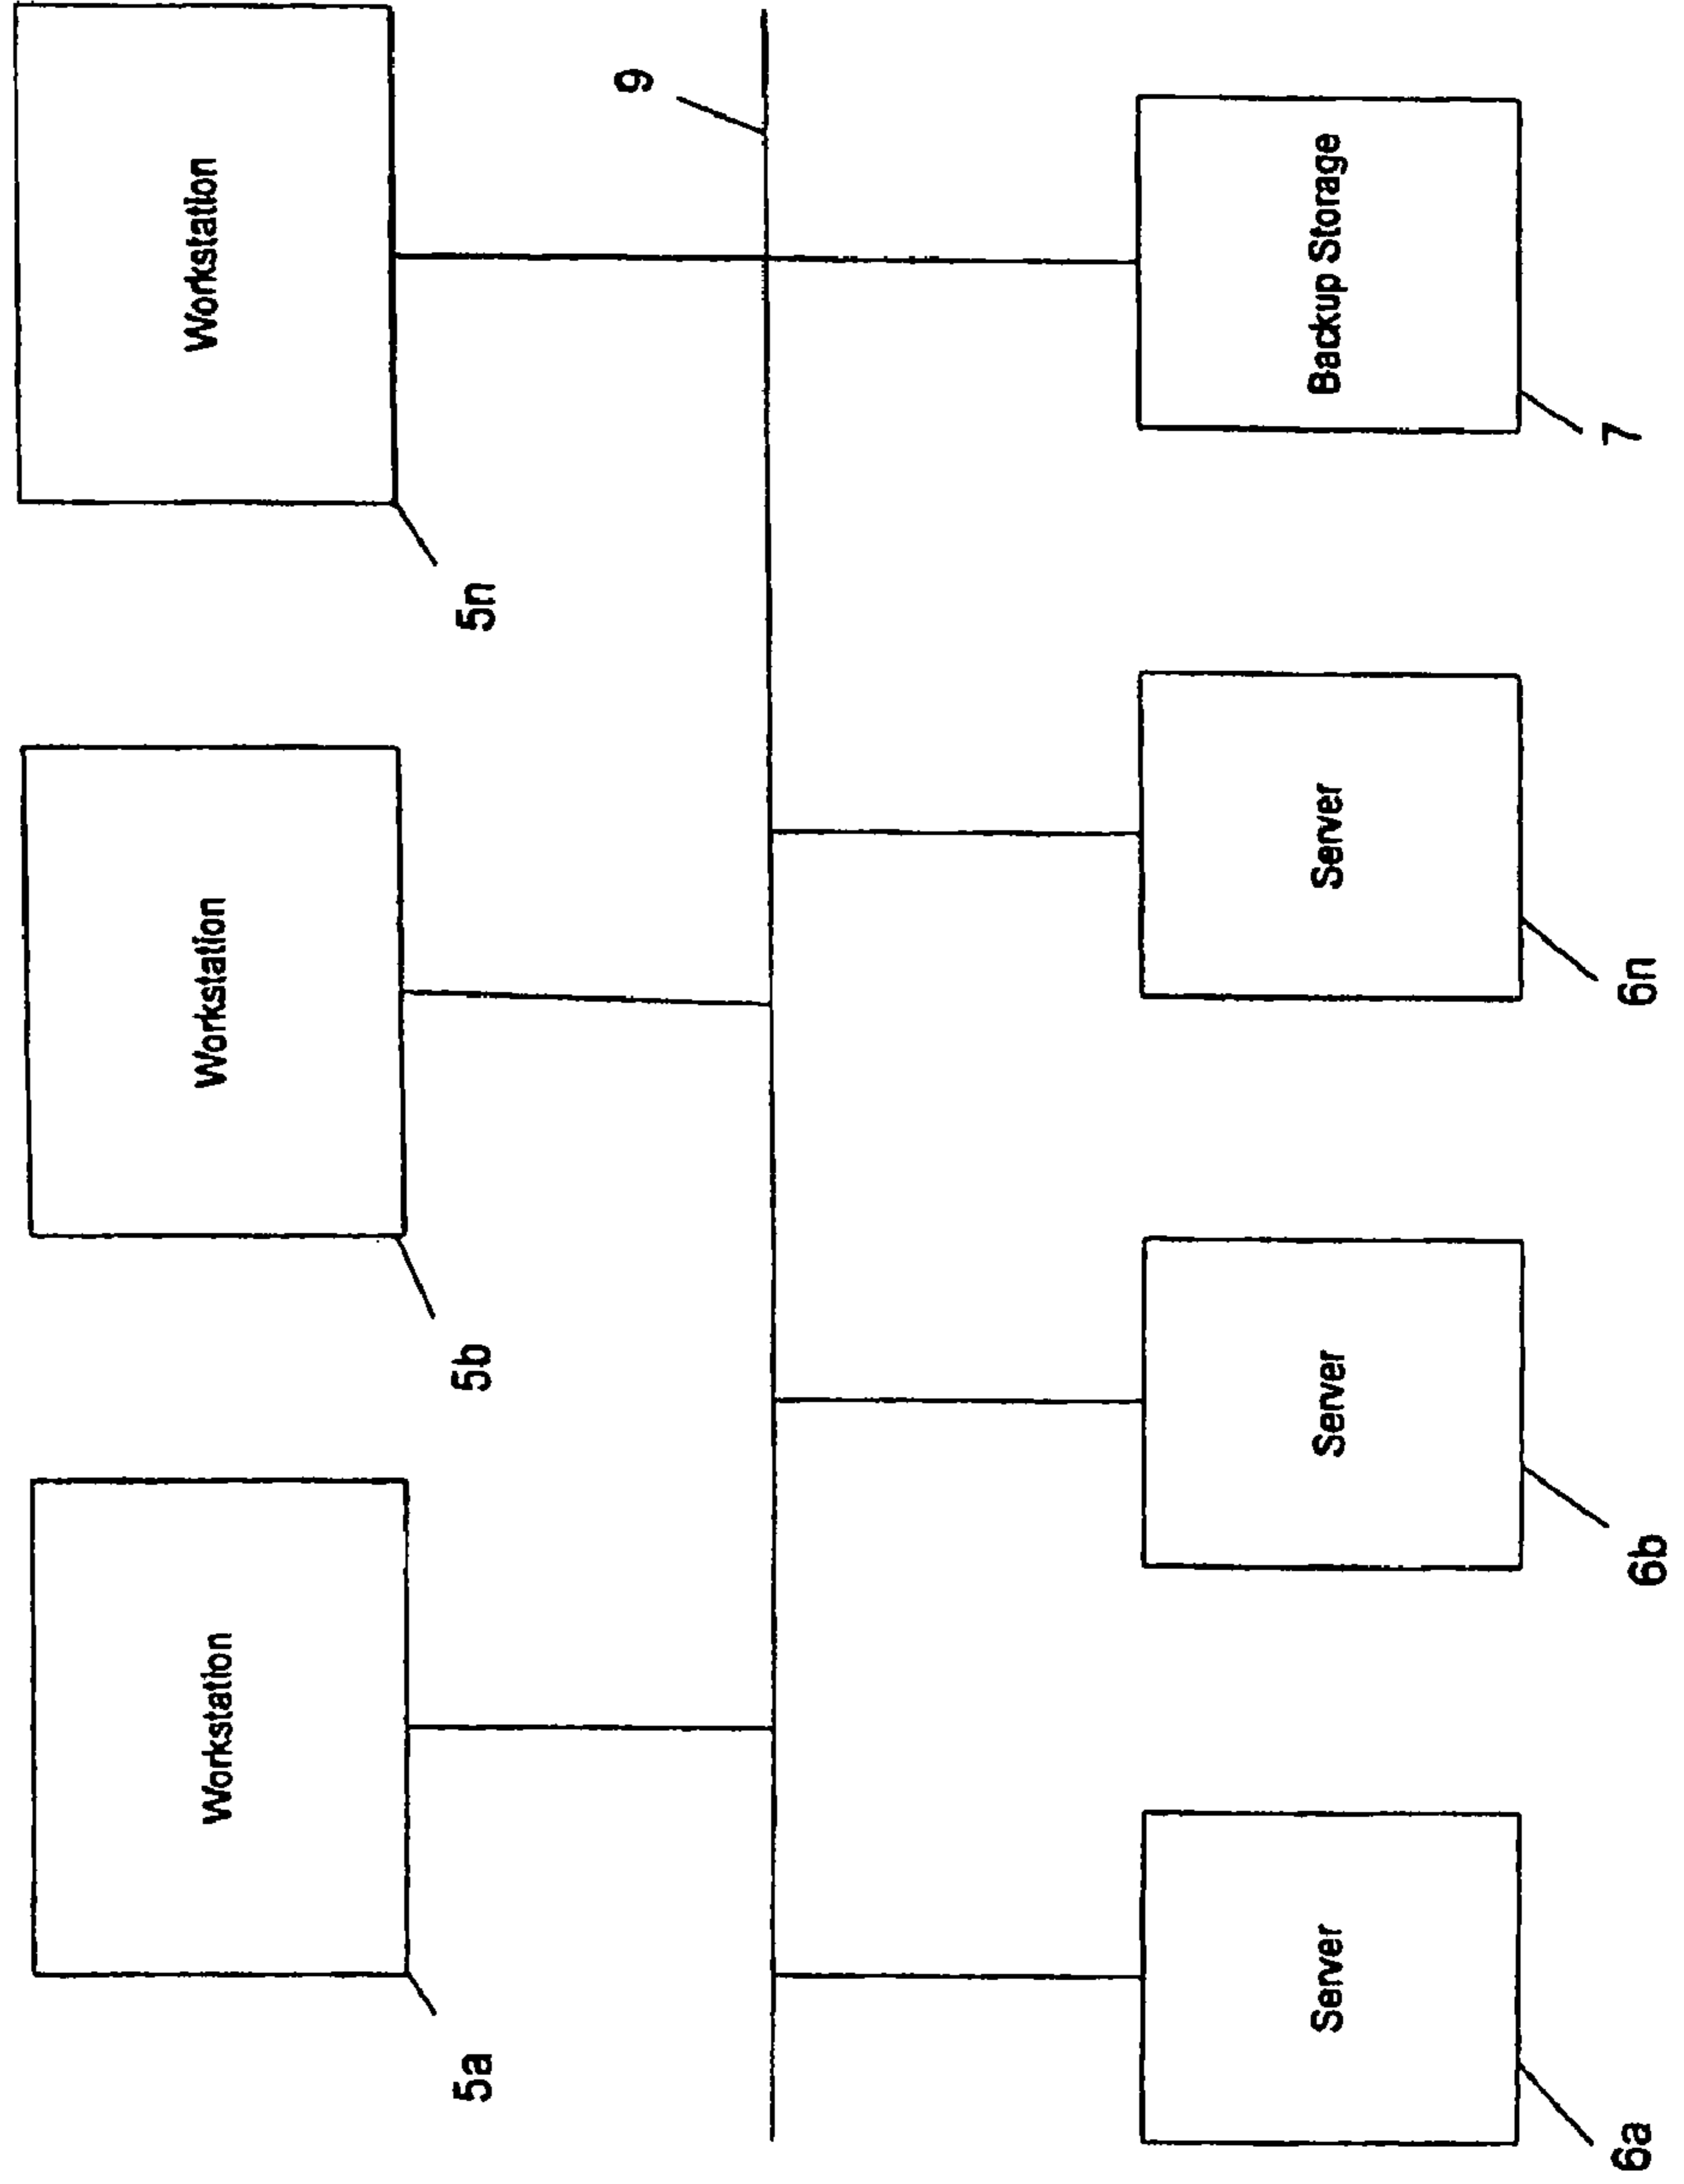 Workstation
Workstation
Workstation
5a
5b
5n
9
Server
Server
Server
Backup Storage
6a
6b
6n
7